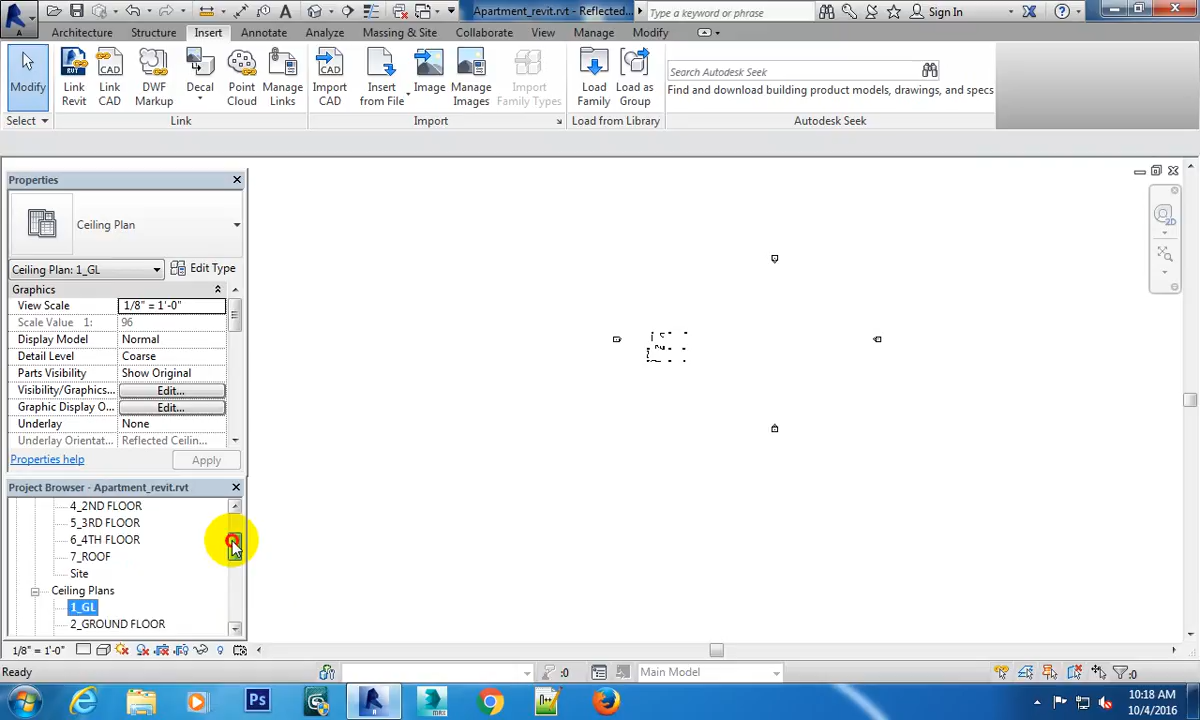 Apartment_revit.rvt - Reflected...
Type a keyword or phrase
Sign In
Architecture Structure Insert Annotate Analyze Massing & Site Collaborate View Manage Modify
Modify
Link Revit
Link CAD
DWF Markup
Decal
Point Cloud
Manage Links
Import CAD
Insert from File
Image
Manage Images
Import Family Types
Load Family
Load as Group
Search Autodesk Seek
Find and download building product models, drawings, and specs
Select
Link
Import
Load from Library
Autodesk Seek
Properties
Ceiling Plan
Ceiling Plan: 1_GL
Edit Type
Graphics
View Scale 1/8" = 1'-0"
Scale Value 1: 96
Display Model Normal
Detail Level Coarse
Parts Visibility Show Original
Visibility/Graphics... Edit...
Graphic Display O... Edit...
Underlay None
Underlay Orientat... Reflected Ceilin...
Properties help Apply
Project Browser - Apartment_revit.rvt
4_2ND FLOOR
5_3RD FLOOR
6_4TH FLOOR
7_ROOF
Site
Ceiling Plans
1_GL
2_GROUND FLOOR
1/8" = 1'-0"
Ready
:0
Main Model
:0
Ps
MAX
N++
10:18 AM
10/4/2016
2D